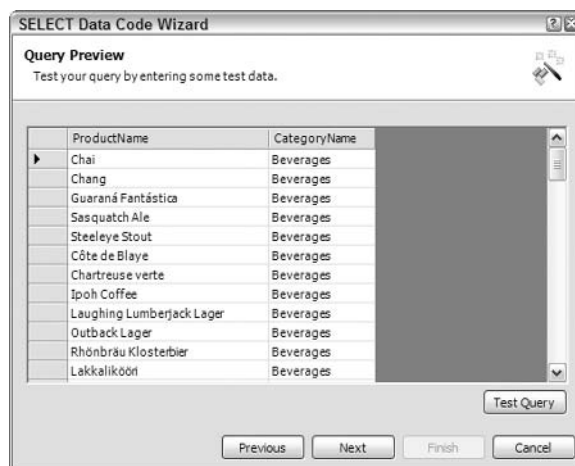 SELECT Data Code Wizard
Query Preview
Test your query by entering some test data.
ProductName CategoryName
Chai Beverages
Chang Beverages
Guaraná Fantástica Beverages
Sasquatch Ale Beverages
Steeleye Stout Beverages
Côte de Blaye Beverages
Chartreuse verte Beverages
Ipoh Coffee Beverages
Laughing Lumberjack Lager Beverages
Outback Lager Beverages
Rhönbräu Klosterbier Beverages
Lakkalikööri Beverages
Test Query
Previous Next Finish Cancel